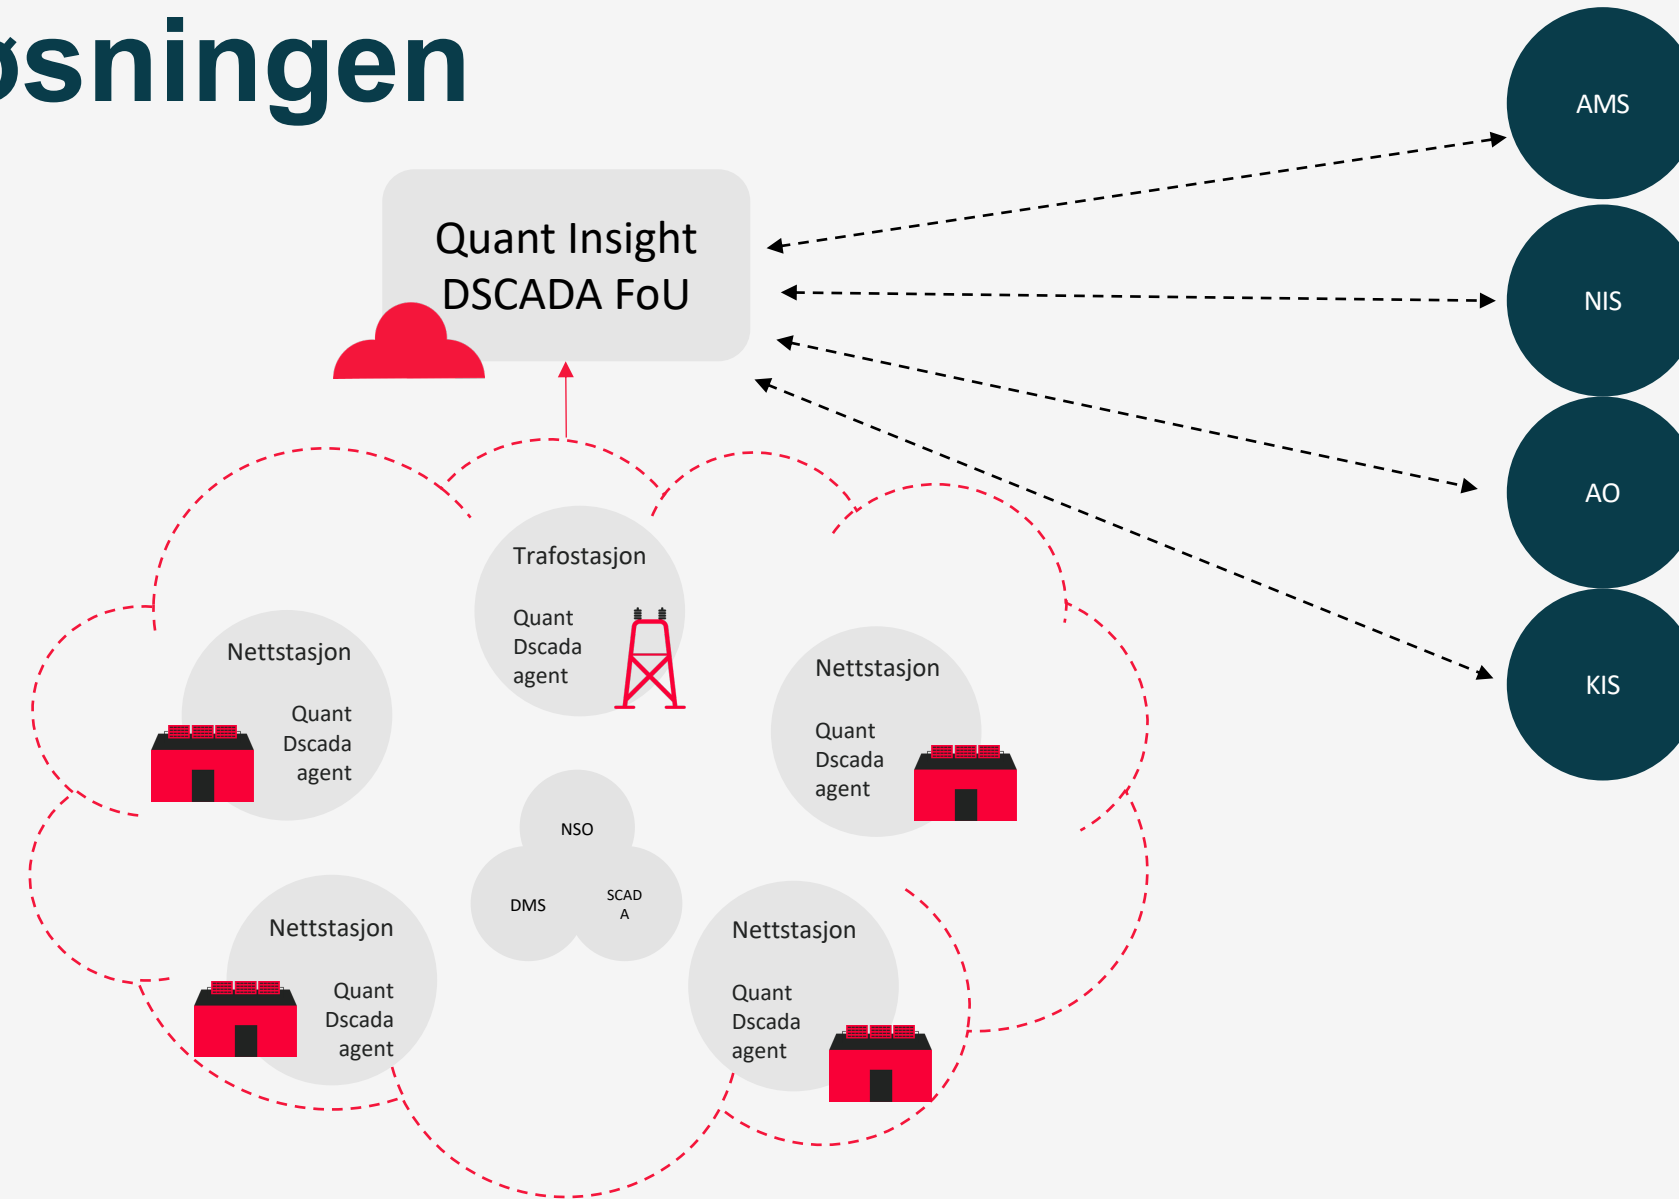 øsningen
Quant Insight
DSCADA FoU
AMS
NIS
AO
KIS
Trafostasjon
Quant
Dscada
agent
Nettstasjon
Quant
Dscada
agent
Nettstasjon
Quant
Dscada
agent
NSO
DMS
SCAD
A
Nettstasjon
Quant
Dscada
agent
Nettstasjon
Quant
Dscada
agent